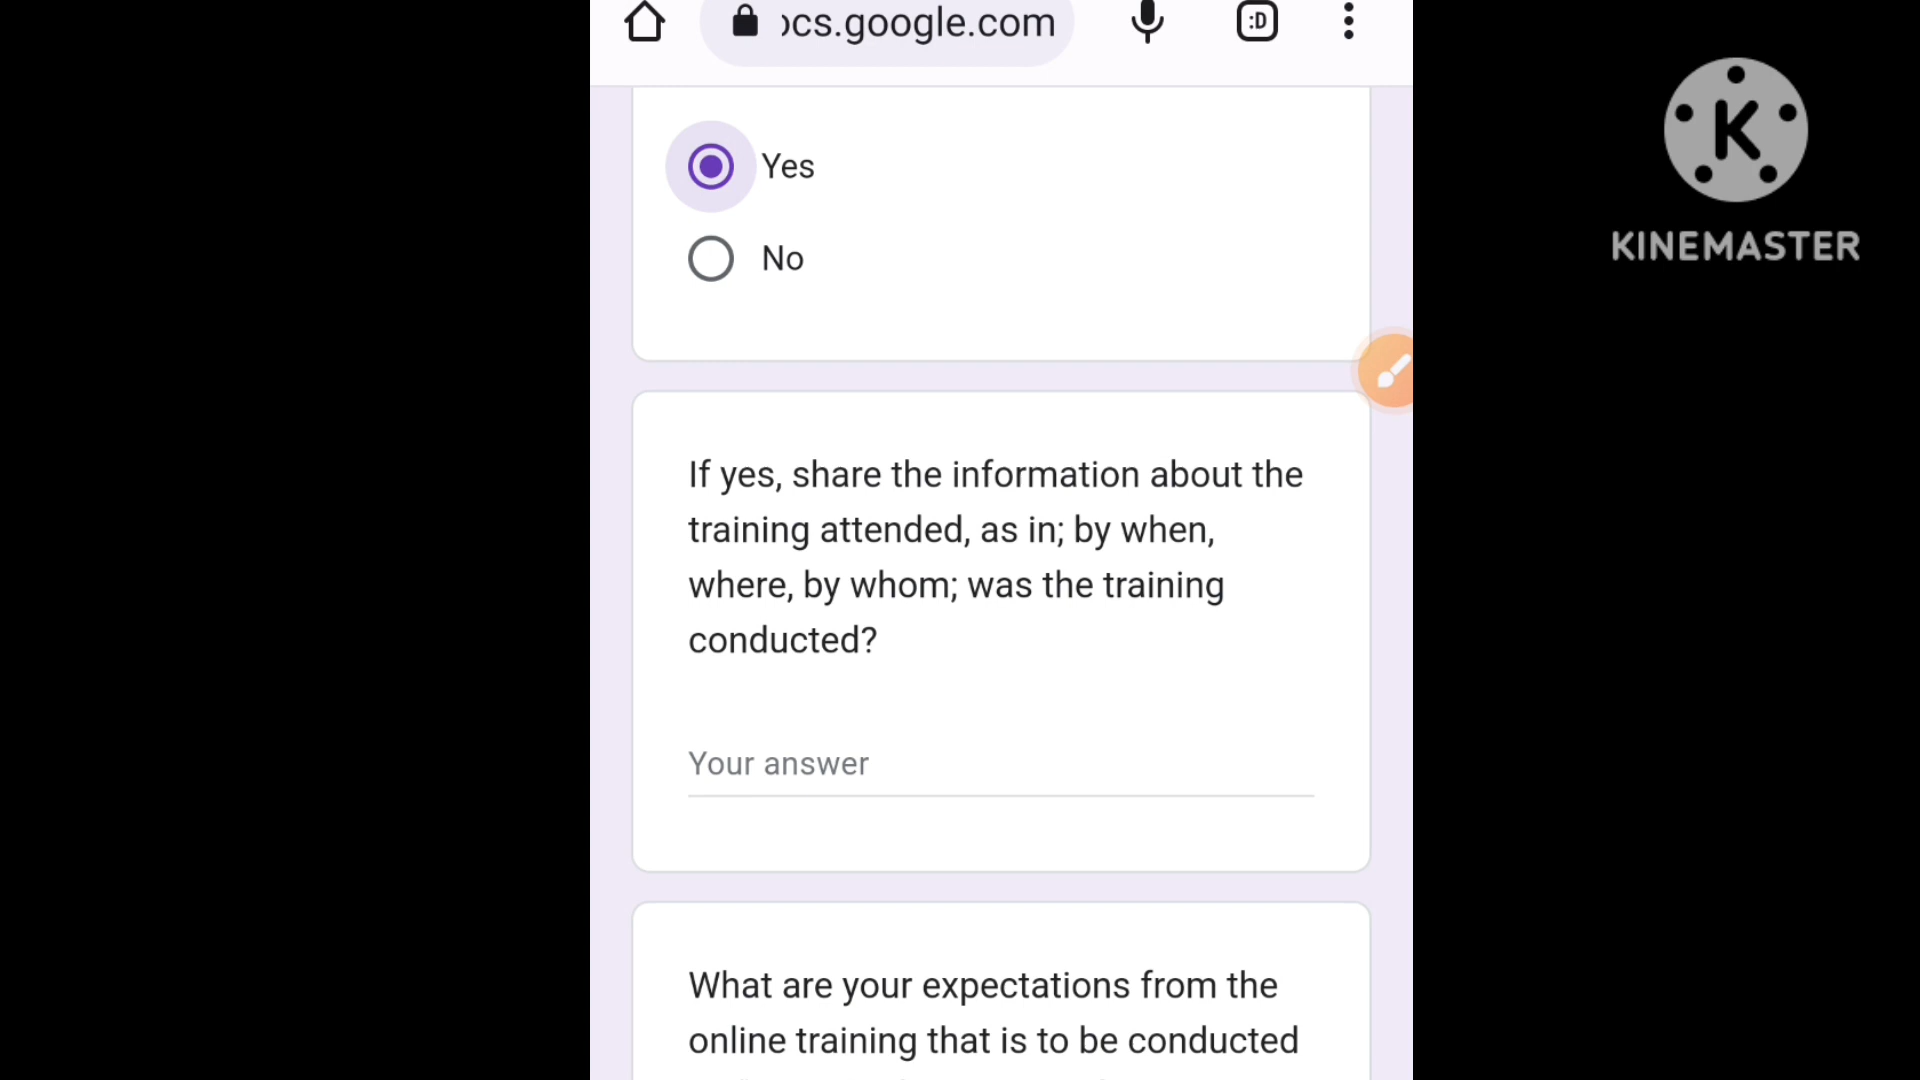 ocs.google.com
:D
Yes
No
If yes, share the information about the
training attended, as in; by when,
where, by whom; was the training
conducted?
Your answer
What are your expectations from the
online training that is to be conducted
K
KINEMASTER